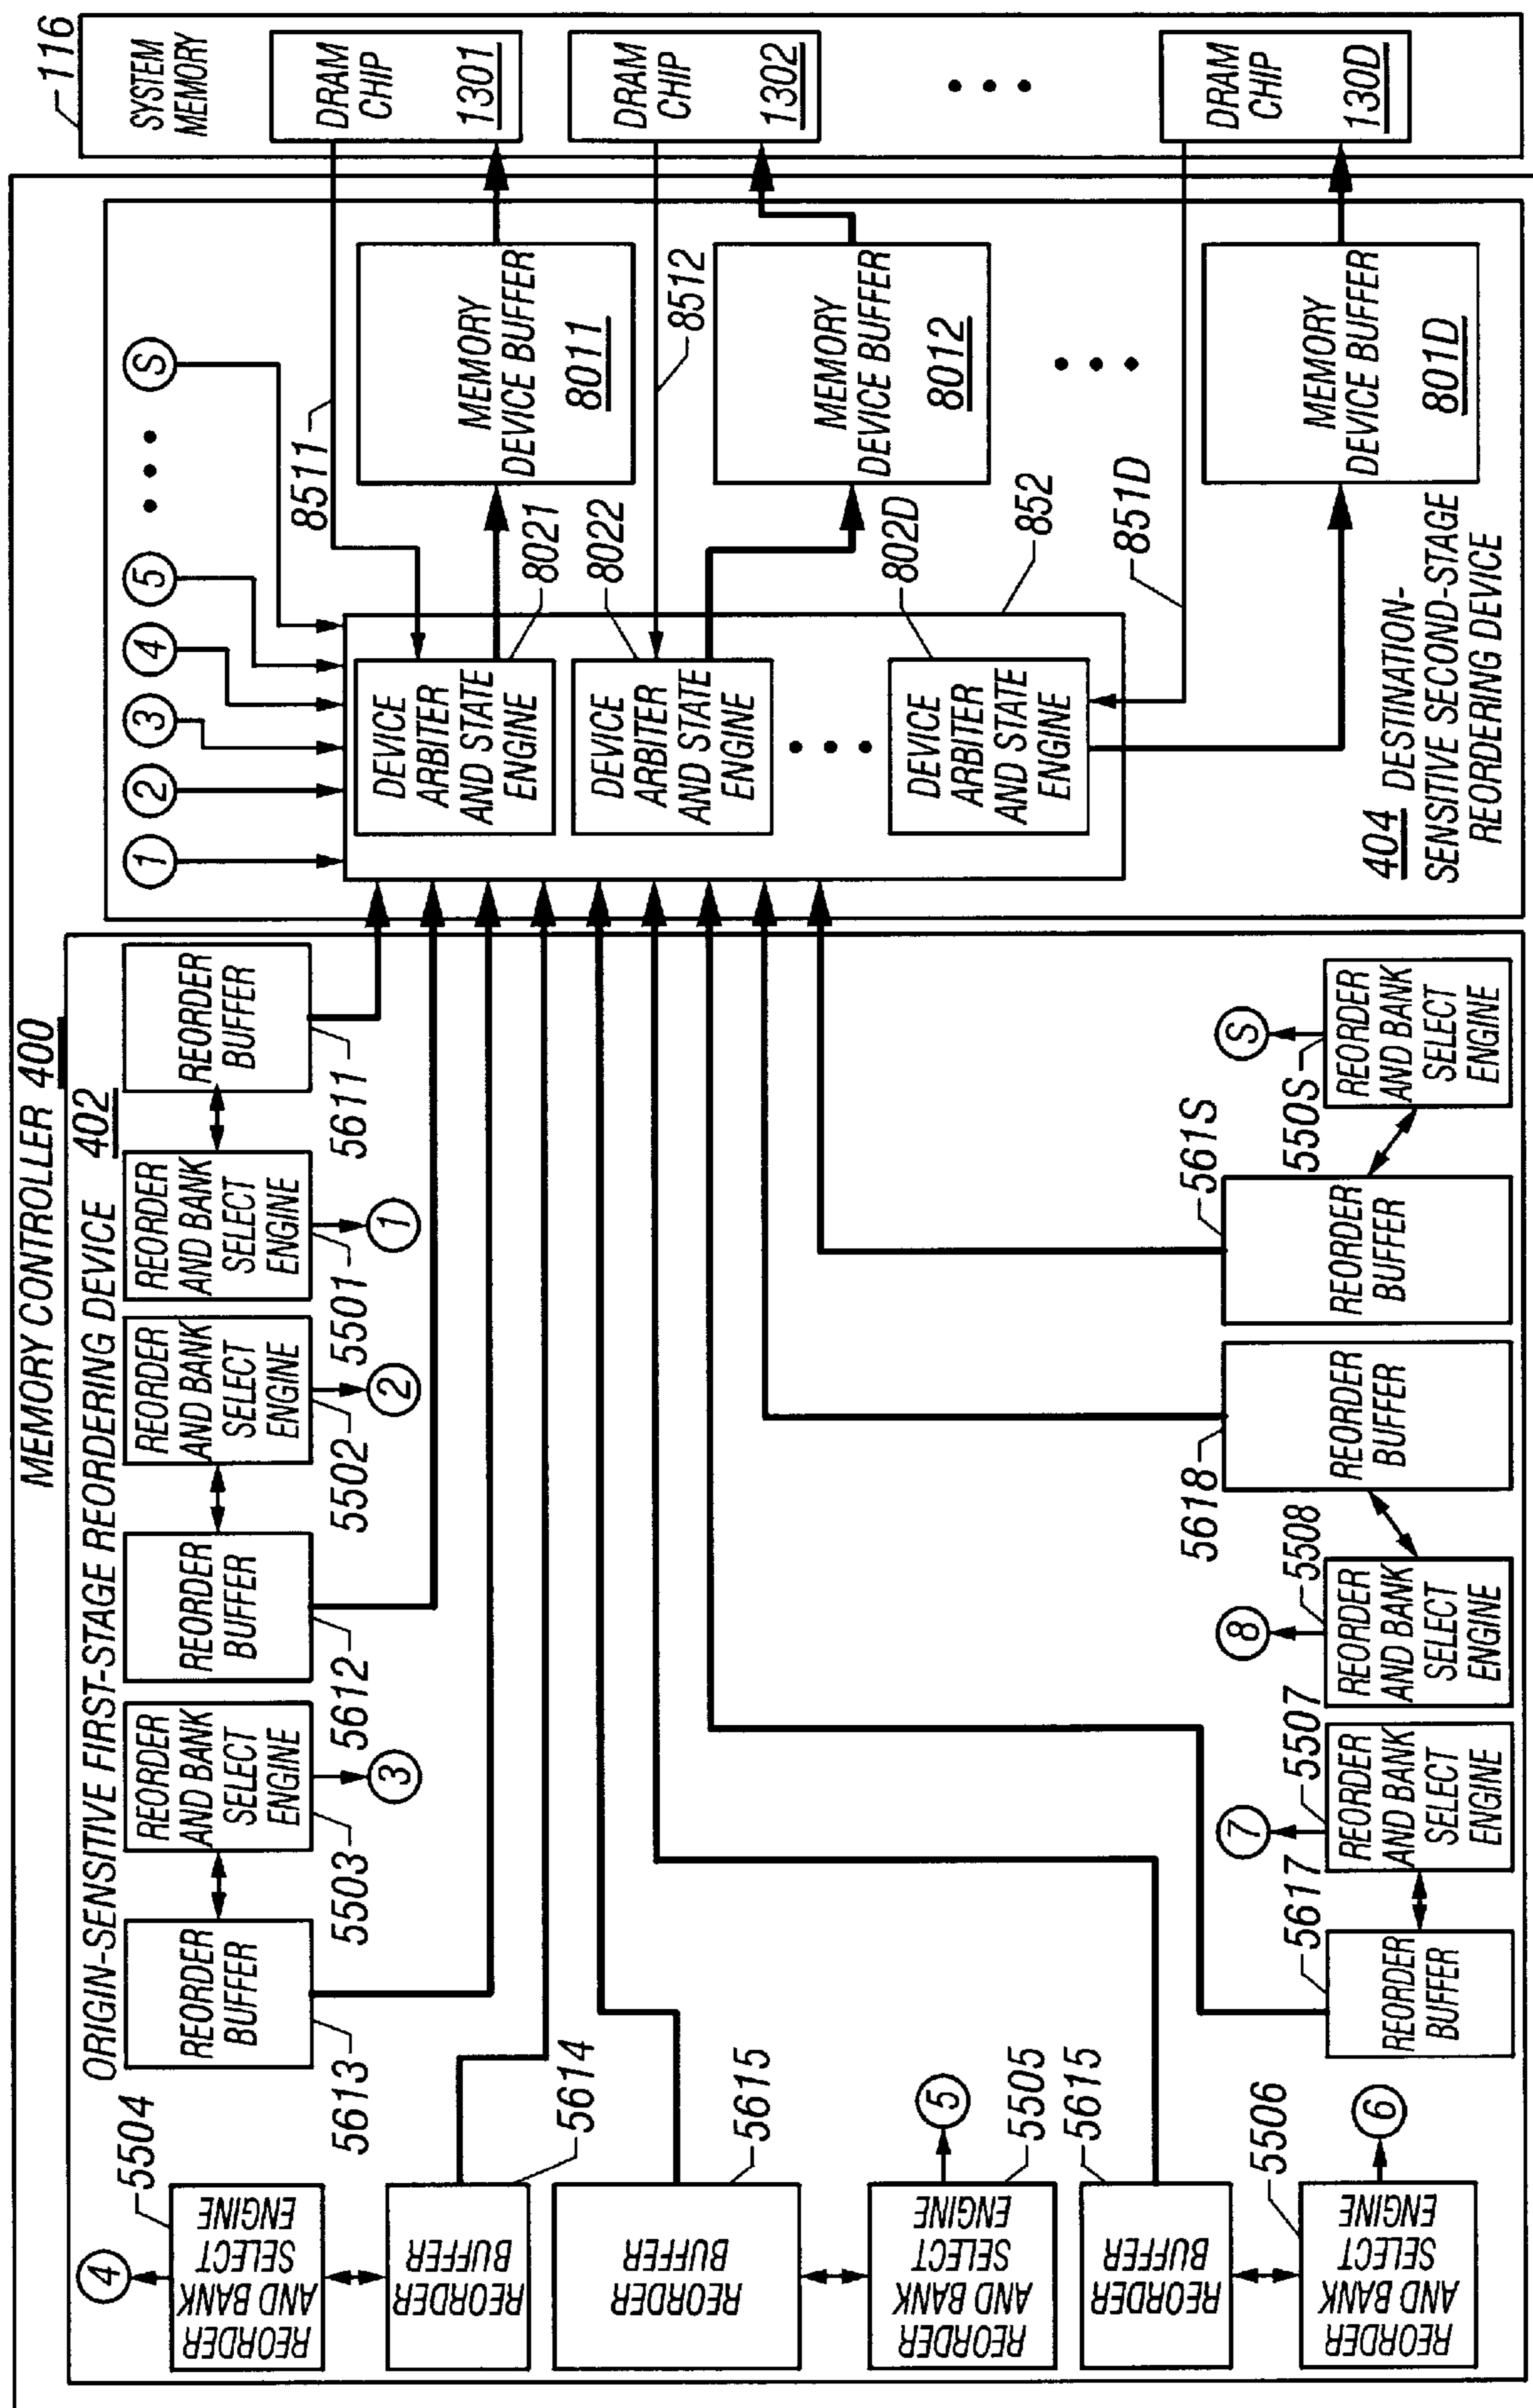 MEMORY CONTROLLER 400
ORIGIN-SENSITIVE FIRST-STAGE REORDERING DEVICE 402
4
5504
REORDER
AND BANK
SELECT
ENGINE
REORDER
BUFFER
5614
REORDER
BUFFER
5615
5
REORDER
AND BANK
SELECT
ENGINE
5505
REORDER
BUFFER
5615
REORDER
AND BANK
SELECT
ENGINE
5506
6
REORDER
BUFFER
5613
REORDER
AND BANK
SELECT
ENGINE
5503
3
REORDER
BUFFER
5612
REORDER
AND BANK
SELECT
ENGINE
5502
2
REORDER
AND BANK
SELECT
ENGINE
5501
1
REORDER
BUFFER
5611
REORDER
BUFFER
5617
7
5507
REORDER
AND BANK
SELECT
ENGINE
8
5508
REORDER
AND BANK
SELECT
ENGINE
5618
REORDER
BUFFER
561S
REORDER
BUFFER
S
550S
REORDER
AND BANK
SELECT
ENGINE
1
2
3
4
5
• • •
S
DEVICE
ARBITER
AND STATE
ENGINE
8021
DEVICE
ARBITER
AND STATE
ENGINE
8022
• • •
DEVICE
ARBITER
AND STATE
ENGINE
802D
852
8511
8512
851D
MEMORY
DEVICE BUFFER
8011
MEMORY
DEVICE BUFFER
8012
• • •
MEMORY
DEVICE BUFFER
801D
404 DESTINATION-
SENSITIVE SECOND-STAGE
REORDERING DEVICE
116
SYSTEM
MEMORY
DRAM
CHIP
1301
DRAM
CHIP
1302
• • •
DRAM
CHIP
130D